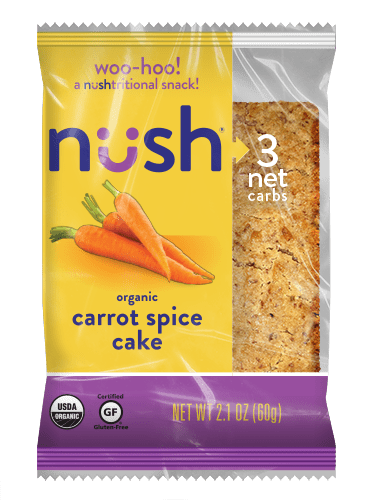 woo-hoo!
a nushtritional snack!
nush®
3
net
carbs
organic
carrot spice
cake
USDA
ORGANIC
Certified
GF
Gluten-Free
NET WT 2.1 OZ (60g)